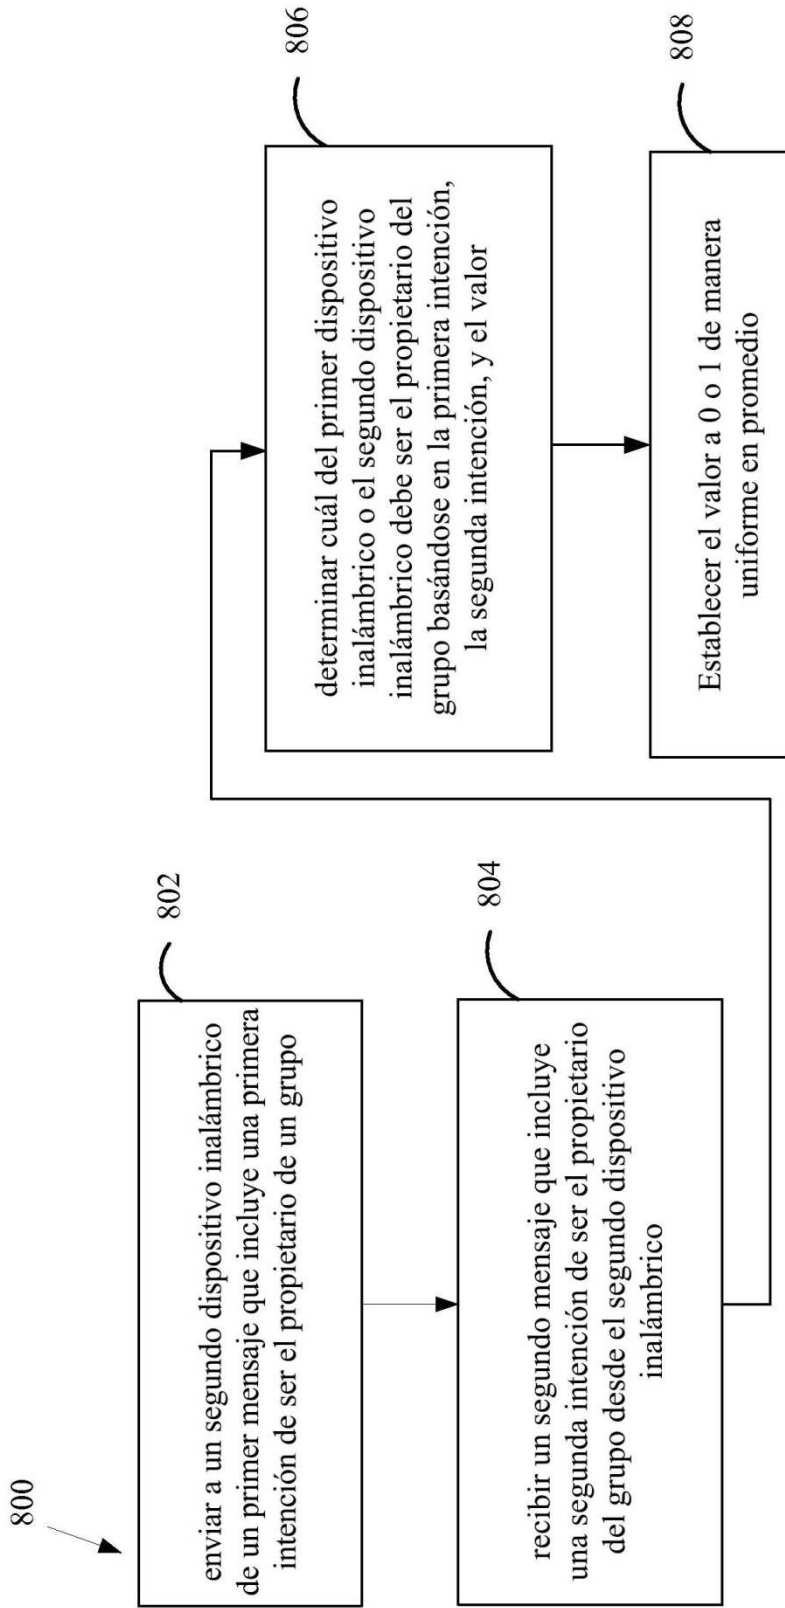 800
802
enviar a un segundo dispositivo inalámbrico
de un primer mensaje que incluye una primera
intención de ser el propietario de un grupo
804
recibir un segundo mensaje que incluye
una segunda intención de ser el propietario
del grupo desde el segundo dispositivo
inalámbrico
806
determinar cuál del primer dispositivo
inalámbrico o el segundo dispositivo
inalámbrico debe ser el propietario del
grupo basándose en la primera intención,
la segunda intención, y el valor
808
Establecer el valor a 0 o 1 de manera
uniforme en promedio